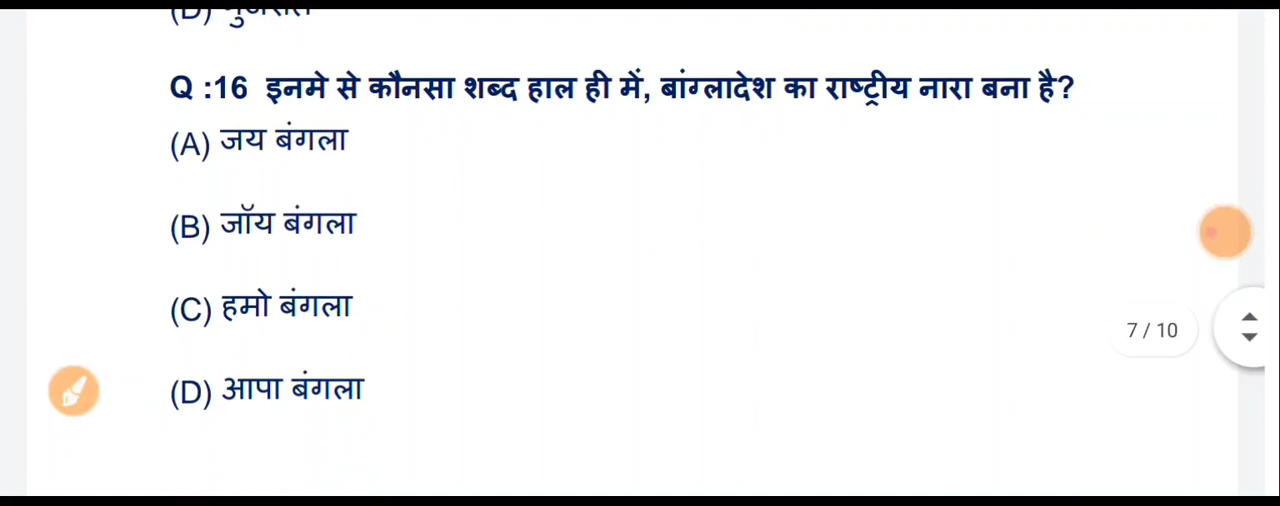 Q :16 इनमे से कौनसा शब्द हाल ही में, बांग्लादेश का राष्ट्रीय नारा बना है?
(A) जय बंगला
(B) जॉय बंगला
(C) हमो बंगला
7 / 10
(D) आपा बंगला